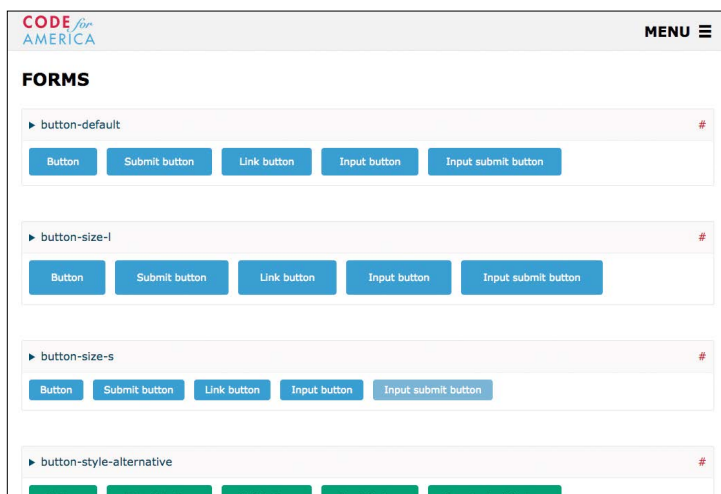 CODE for
AMERICA
MENU ☰
FORMS
▶ button-default #
Button Submit button Link button Input button Input submit button
▶ button-size-l #
Button Submit button Link button Input button Input submit button
▶ button-size-s #
Button Submit button Link button Input button Input submit button
▶ button-style-alternative #